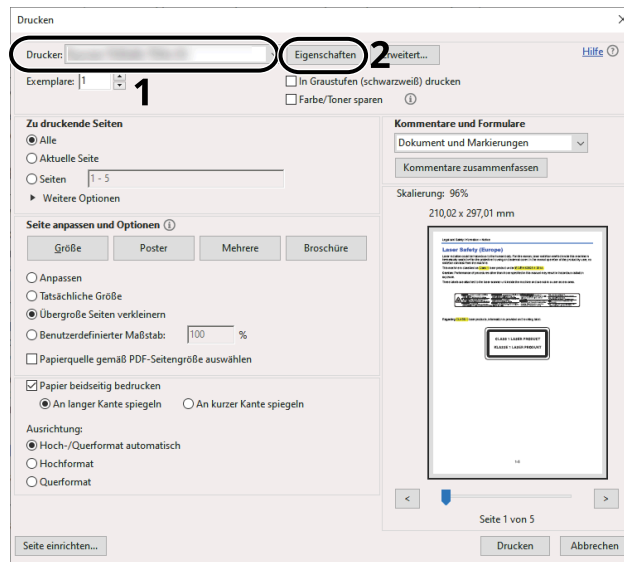 Drucken
Drucker:
Eigenschaften
2
Erweitert...
Hilfe
Exemplare: 1
1
In Graustufen (schwarzweiß) drucken
Farbe/Toner sparen
Zu druckende Seiten
Alle
Aktuelle Seite
Seiten 1 - 5
Weitere Optionen
Seite anpassen und Optionen
Größe Poster Mehrere Broschüre
Anpassen
Tatsächliche Größe
Übergroße Seiten verkleinern
Benutzerdefinierter Maßstab: 100 %
Papierquelle gemäß PDF-Seitengröße auswählen
Papier beidseitig bedrucken
An langer Kante spiegeln An kurzer Kante spiegeln
Ausrichtung:
Hoch-/Querformat automatisch
Hochformat
Querformat
Kommentare und Formulare
Dokument und Markierungen
Kommentare zusammenfassen
Skalierung: 96%
210,02 x 297,01 mm
Laser Safety (Europe)
CLASS 1 LASER PRODUCT
KLASSE 1 LASER PRODUKT
< >
Seite 1 von 5
Seite einrichten...
Drucken Abbrechen